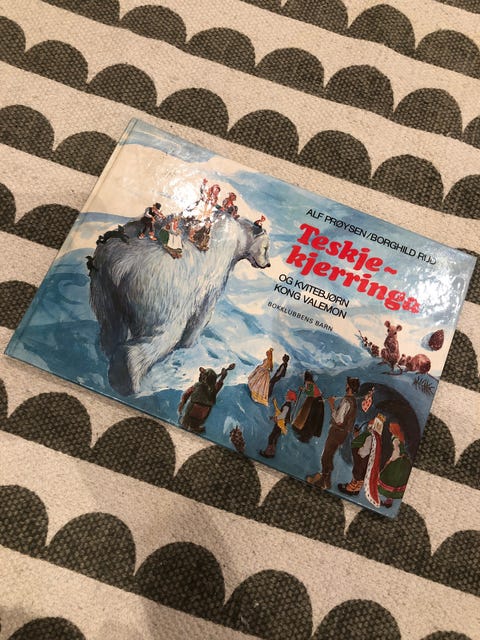 ALF PRØYSEN/BORGHILD RUD
Teskje-
kjerringa
OG KVITEBJØRN
KONG VALEMON
BOKKLUBBENS BARN